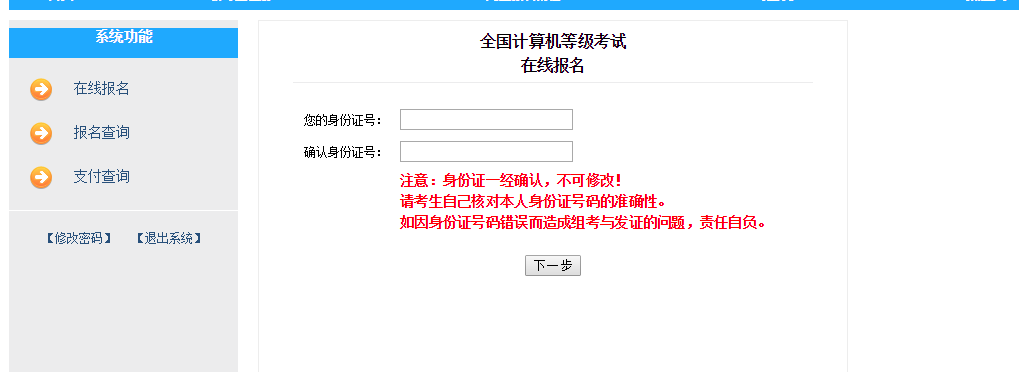 系统功能
在线报名
报名查询
支付查询
【修改密码】 【退出系统】
全国计算机等级考试
在线报名
您的身份证号：
确认身份证号：
注意：身份证一经确认，不可修改！
请考生自己核对本人身份证号码的准确性。
如因身份证号码错误而造成组考与发证的问题，责任自负。
下一步